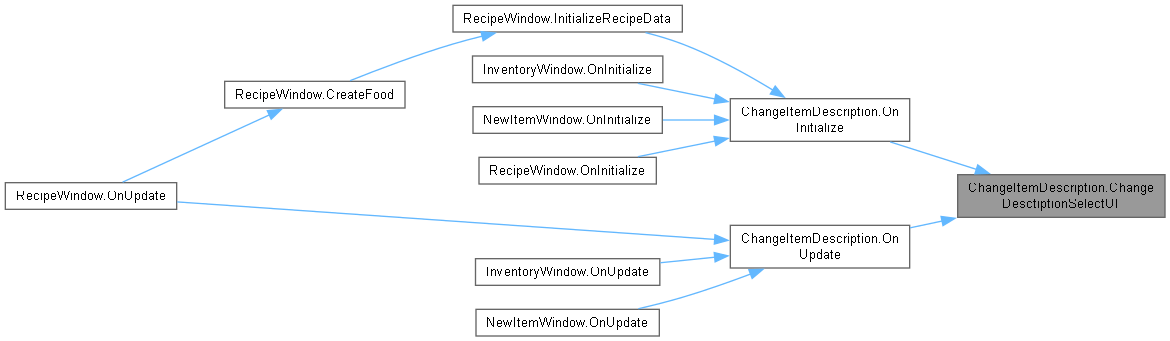 RecipeWindow.InitializeRecipeData
InventoryWindow.OnInitialize
RecipeWindow.CreateFood
ChangeItemDescription.On
Initialize
NewItemWindow.OnInitialize
RecipeWindow.OnInitialize
RecipeWindow.OnUpdate
ChangeItemDescription.Change
DesctiptionSelectUI
ChangeItemDescription.On
Update
InventoryWindow.OnUpdate
NewItemWindow.OnUpdate